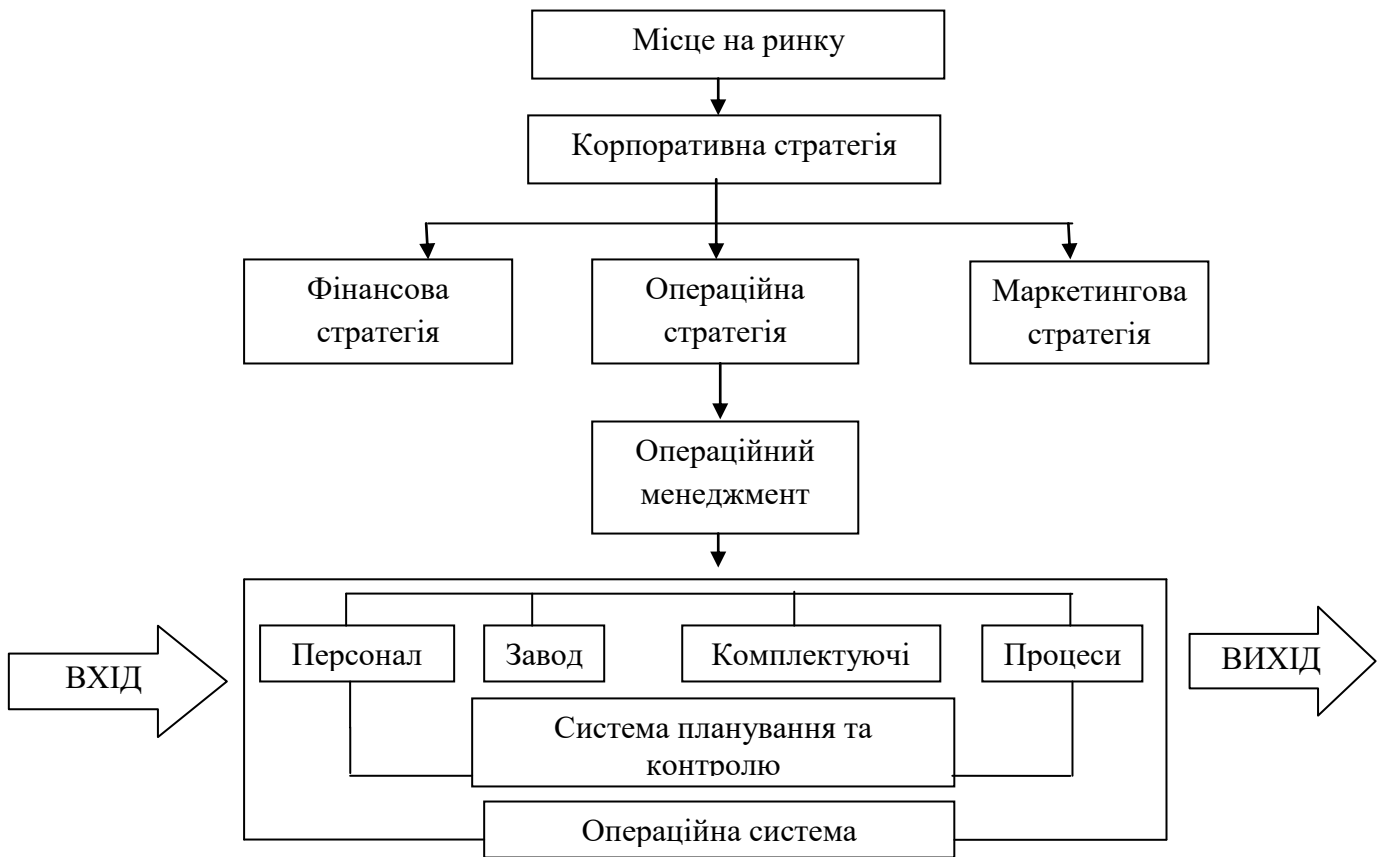 Місце на ринку
Корпоративна стратегія
Фінансова
стратегія
Операційна
стратегія
Маркетингова
стратегія
Операційний
менеджмент
ВХІД
Персонал
Завод
Комплектуючі
Процеси
ВИХІД
Система планування та
контролю
Операційна система